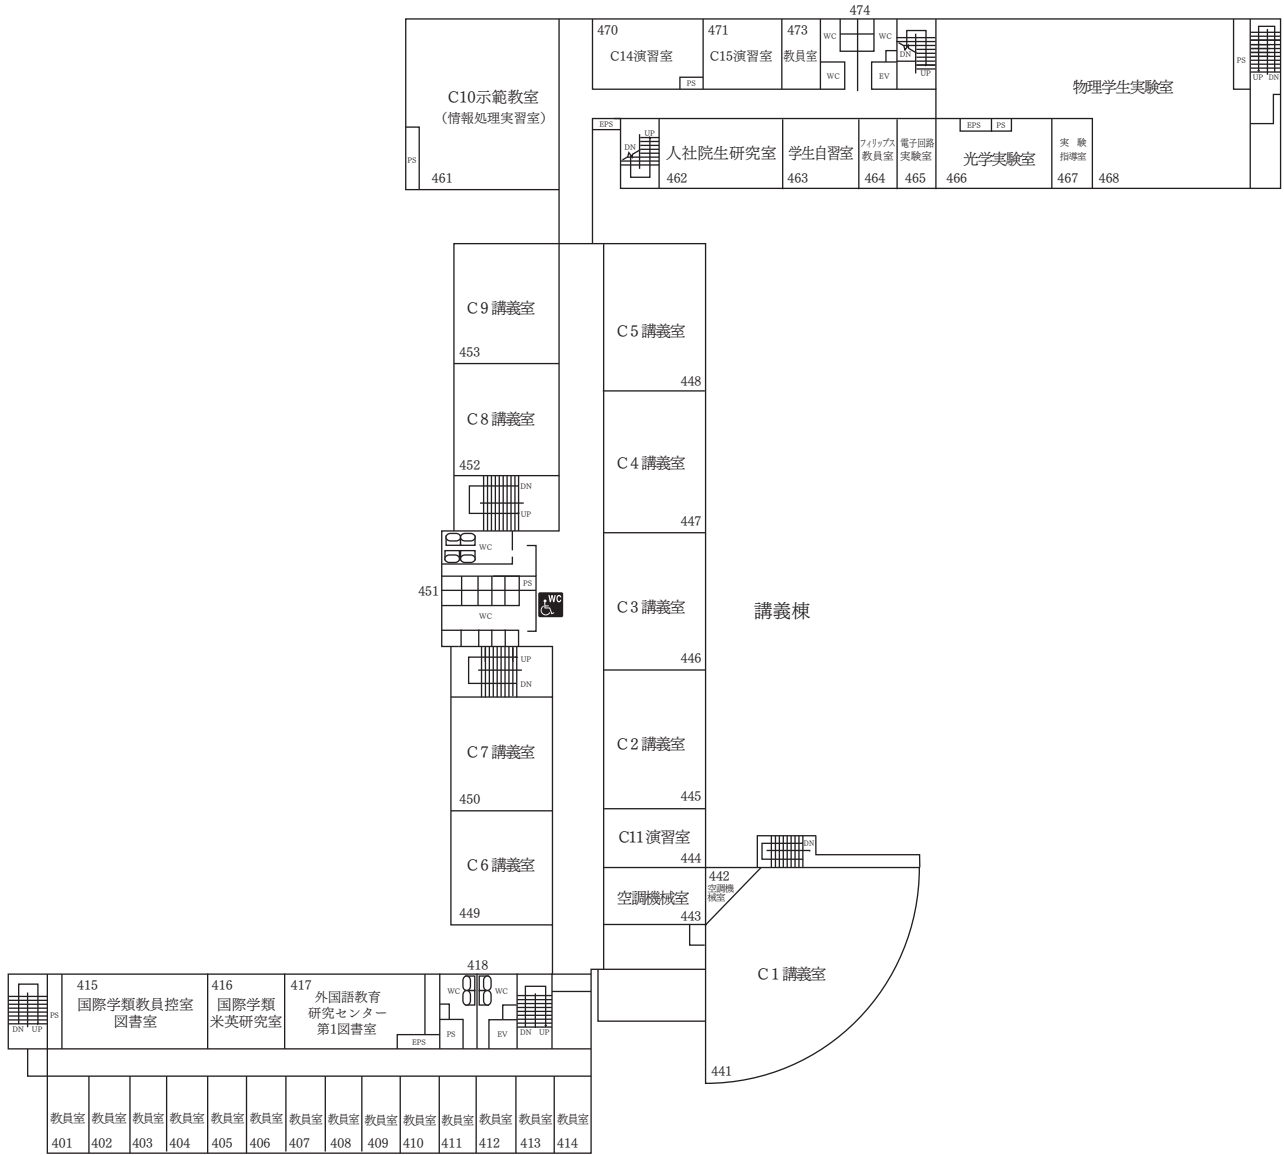 474
470
C14演習室
PS
471
C15演習室
473
教員室
WC
WC
WC
EV
DN
UP
物理学生実験室
PS
UP
DN
C10示範教室
（情報処理実習室）
PS
461
EPS
UP
DN
人社院生研究室
462
学生自習室
463
フィリップス
教員室
464
電子回路
実験室
465
EPS
PS
光学実験室
466
実験
指導室
467
468
C9講義室
453
C8講義室
452
DN
UP
WC
451
PS
WC
WC
UP
DN
C7講義室
450
C6講義室
449
C5講義室
448
C4講義室
447
C3講義室
446
講義棟
C2講義室
445
C11演習室
444
空調機械室
443
442
空調機
械室
DN
C1講義室
441
DN
UP
PS
415
国際学類教員控室
図書室
416
国際学類
米英研究室
417
外国語教育
研究センター
第1図書室
EPS
418
WC
WC
PS
EV
DN
UP
教員室
401
教員室
402
教員室
403
教員室
404
教員室
405
教員室
406
教員室
407
教員室
408
教員室
409
教員室
410
教員室
411
教員室
412
教員室
413
教員室
414